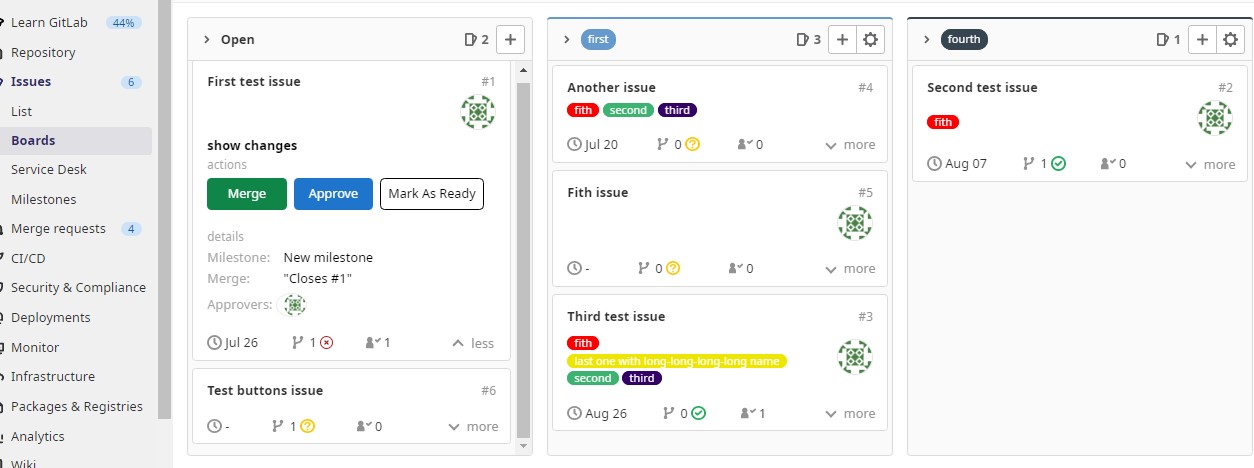 Learn GitLab 44%
Repository
Issues 6
List
Boards
Service Desk
Milestones
Merge requests 4
CI/CD
Security & Compliance
Deployments
Monitor
Infrastructure
Packages & Registries
Analytics
Wiki
Open 2
First test issue #1
show changes
actions
Merge Approve Mark As Ready
details
Milestone: New milestone
Merge: "Closes #1"
Approvers:
Jul 26 1 1 less
Test buttons issue #6
- 1 0 more
first 3
Another issue #4
fith second third
Jul 20 0 0 more
Fith issue #5
- 0 0 more
Third test issue #3
fith
last one with long-long-long-long name
second third
Aug 26 0 1 more
fourth 1
Second test issue #2
fith
Aug 07 1 0 more